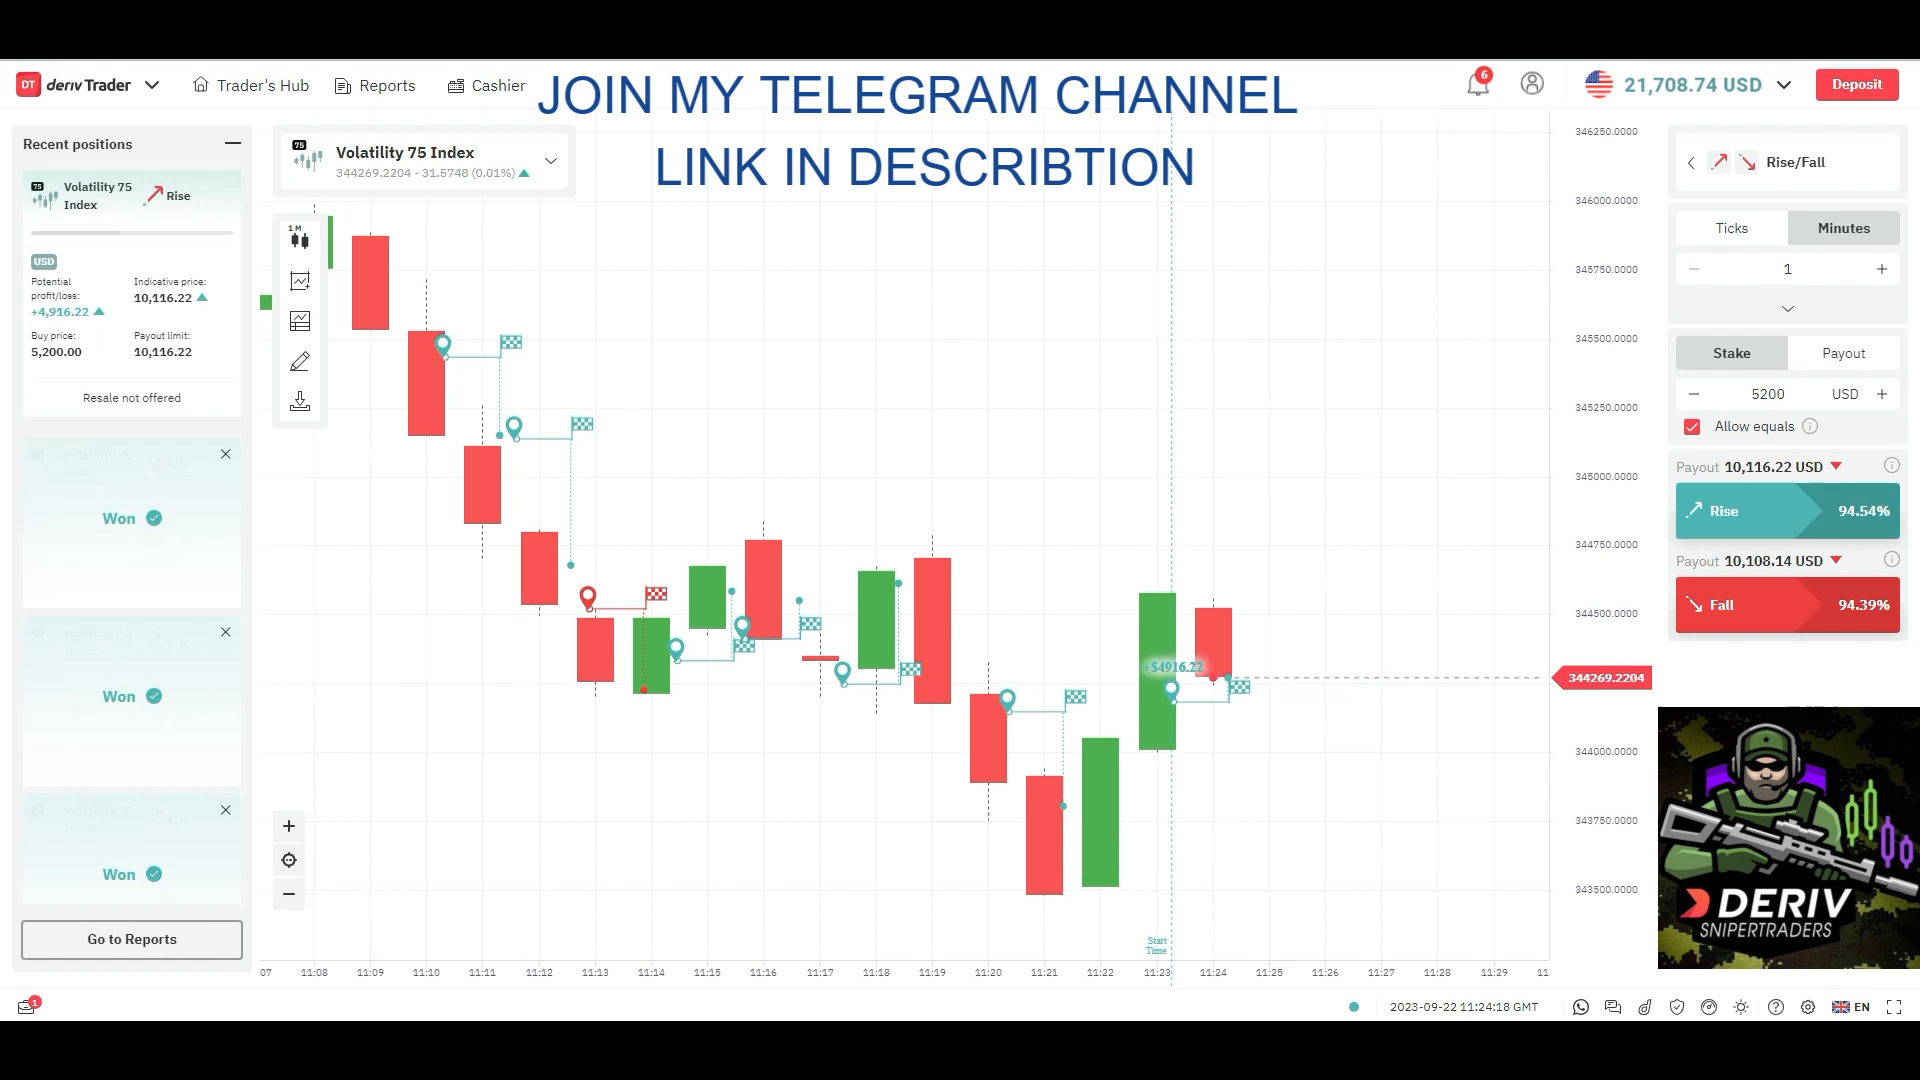 DT deriv Trader
Trader's Hub
Reports
Cashier
JOIN MY TELEGRAM CHANNEL
LINK IN DESCRIBTION
6
21,708.74 USD
Deposit
Recent positions
75
Volatility 75
Index
Rise
USD
Potential
profit/loss:
+4,916.22
Indicative price:
10,116.22
Buy price:
5,200.00
Payout limit:
10,116.22
Resale not offered
Won
Won
Won
Go to Reports
75
Volatility 75 Index
344269.2204 - 31.5748 (0.01%)
1 M
+$4916.22
Start
Time
346250.0000
346000.0000
345750.0000
345500.0000
345250.0000
345000.0000
344750.0000
344500.0000
344269.2204
344000.0000
343750.0000
343500.0000
07 11:08 11:09 11:10 11:11 11:12 11:13 11:14 11:15 11:16 11:17 11:18 11:19 11:20 11:21 11:22 11:23 11:24 11:25 11:26 11:27 11:28 11:29 11
Rise/Fall
Ticks Minutes
1
Stake Payout
5200 USD
Allow equals
Payout 10,116.22 USD
Rise 94.54%
Payout 10,108.14 USD
Fall 94.39%
DERIV
SNIPERTRADERS
1
2023-09-22 11:24:18 GMT
EN